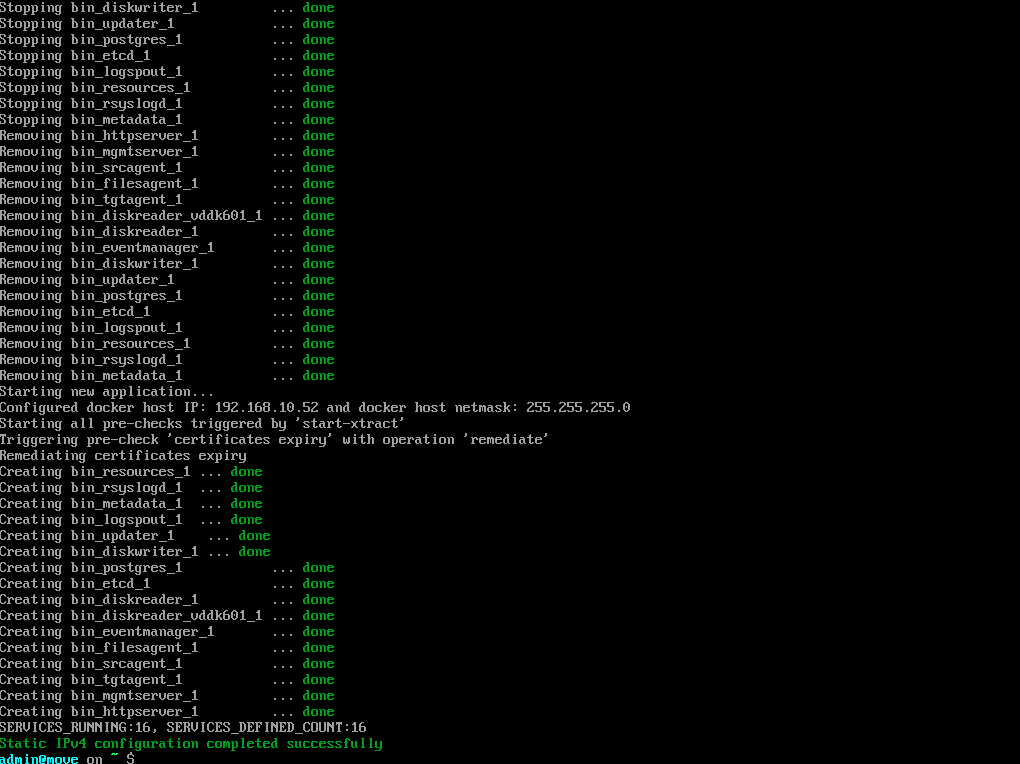 Stopping bin_diskwriter_1         ... done
Stopping bin_updater_1            ... done
Stopping bin_postgres_1           ... done
Stopping bin_etcd_1               ... done
Stopping bin_logspout_1           ... done
Stopping bin_resources_1          ... done
Stopping bin_rsyslogd_1           ... done
Stopping bin_metadata_1           ... done
Removing bin_httpserver_1         ... done
Removing bin_mgmtserver_1         ... done
Removing bin_srcagent_1           ... done
Removing bin_filesagent_1         ... done
Removing bin_tgtagent_1           ... done
Removing bin_diskreader_vddk601_1 ... done
Removing bin_diskreader_1         ... done
Removing bin_eventmanager_1       ... done
Removing bin_diskwriter_1         ... done
Removing bin_updater_1            ... done
Removing bin_postgres_1           ... done
Removing bin_etcd_1               ... done
Removing bin_logspout_1           ... done
Removing bin_resources_1          ... done
Removing bin_rsyslogd_1           ... done
Removing bin_metadata_1           ... done
Starting new application...
Configured docker host IP: 192.168.10.52 and docker host netmask: 255.255.255.0
Starting all pre-checks triggered by 'start-xtract'
Triggering pre-check 'certificates expiry' with operation 'remediate'
Remediating certificates expiry
Creating bin_resources_1 ... done
Creating bin_rsyslogd_1  ... done
Creating bin_metadata_1  ... done
Creating bin_logspout_1  ... done
Creating bin_updater_1    ... done
Creating bin_diskwriter_1 ... done
Creating bin_postgres_1           ... done
Creating bin_etcd_1               ... done
Creating bin_diskreader_1         ... done
Creating bin_diskreader_vddk601_1 ... done
Creating bin_eventmanager_1       ... done
Creating bin_filesagent_1         ... done
Creating bin_srcagent_1           ... done
Creating bin_tgtagent_1           ... done
Creating bin_mgmtserver_1         ... done
Creating bin_httpserver_1         ... done
SERVICES_RUNNING:16, SERVICES_DEFINED_COUNT:16
Static IPv4 configuration completed successfully
admin@move on ~ $